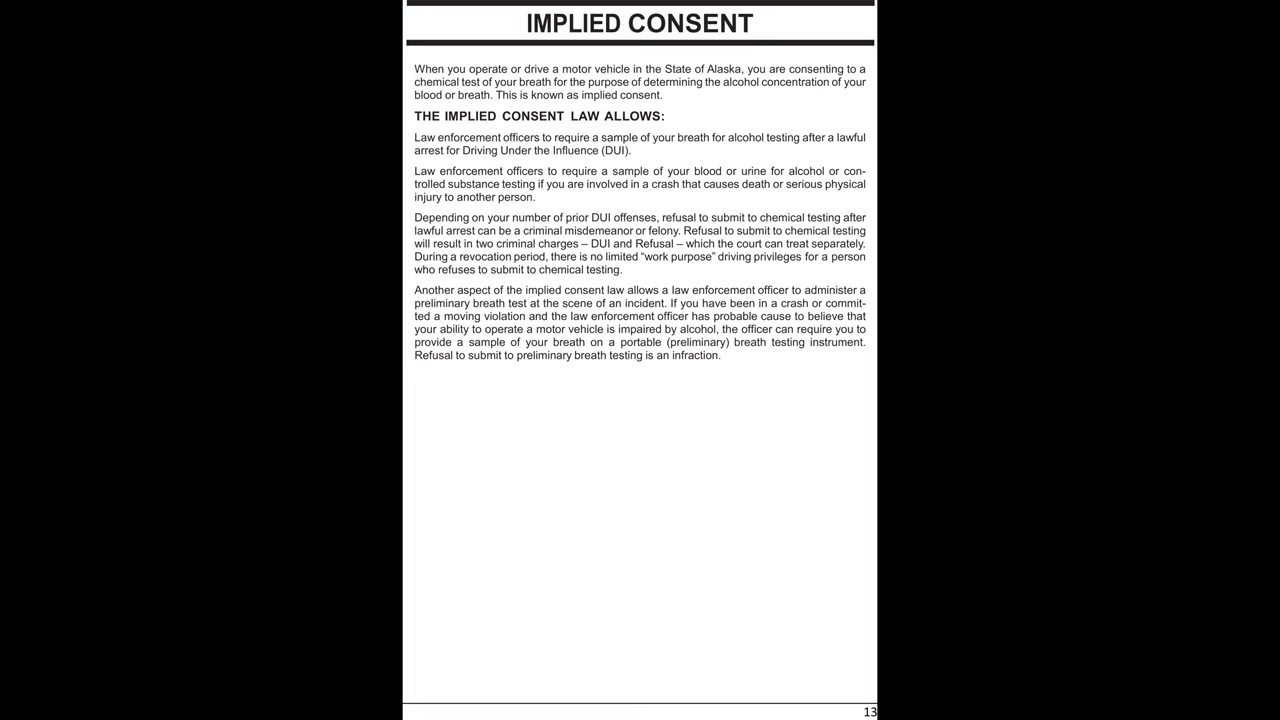 IMPLIED CONSENT
When you operate or drive a motor vehicle in the State of Alaska, you are consenting to a
chemical test of your breath for the purpose of determining the alcohol concentration of your
blood or breath. This is known as implied consent.
THE IMPLIED CONSENT LAW ALLOWS:
Law enforcement officers to require a sample of your breath for alcohol testing after a lawful
arrest for Driving Under the Influence (DUI).
Law enforcement officers to require a sample of your blood or urine for alcohol or con-
trolled substance testing if you are involved in a crash that causes death or serious physical
injury to another person.
Depending on your number of prior DUI offenses, refusal to submit to chemical testing after
lawful arrest can be a criminal misdemeanor or felony. Refusal to submit to chemical testing
will result in two criminal charges – DUI and Refusal – which the court can treat separately.
During a revocation period, there is no limited “work purpose” driving privileges for a person
who refuses to submit to chemical testing.
Another aspect of the implied consent law allows a law enforcement officer to administer a
preliminary breath test at the scene of an incident. If you have been in a crash or commit-
ted a moving violation and the law enforcement officer has probable cause to believe that
your ability to operate a motor vehicle is impaired by alcohol, the officer can require you to
provide a sample of your breath on a portable (preliminary) breath testing instrument.
Refusal to submit to preliminary breath testing is an infraction.
13